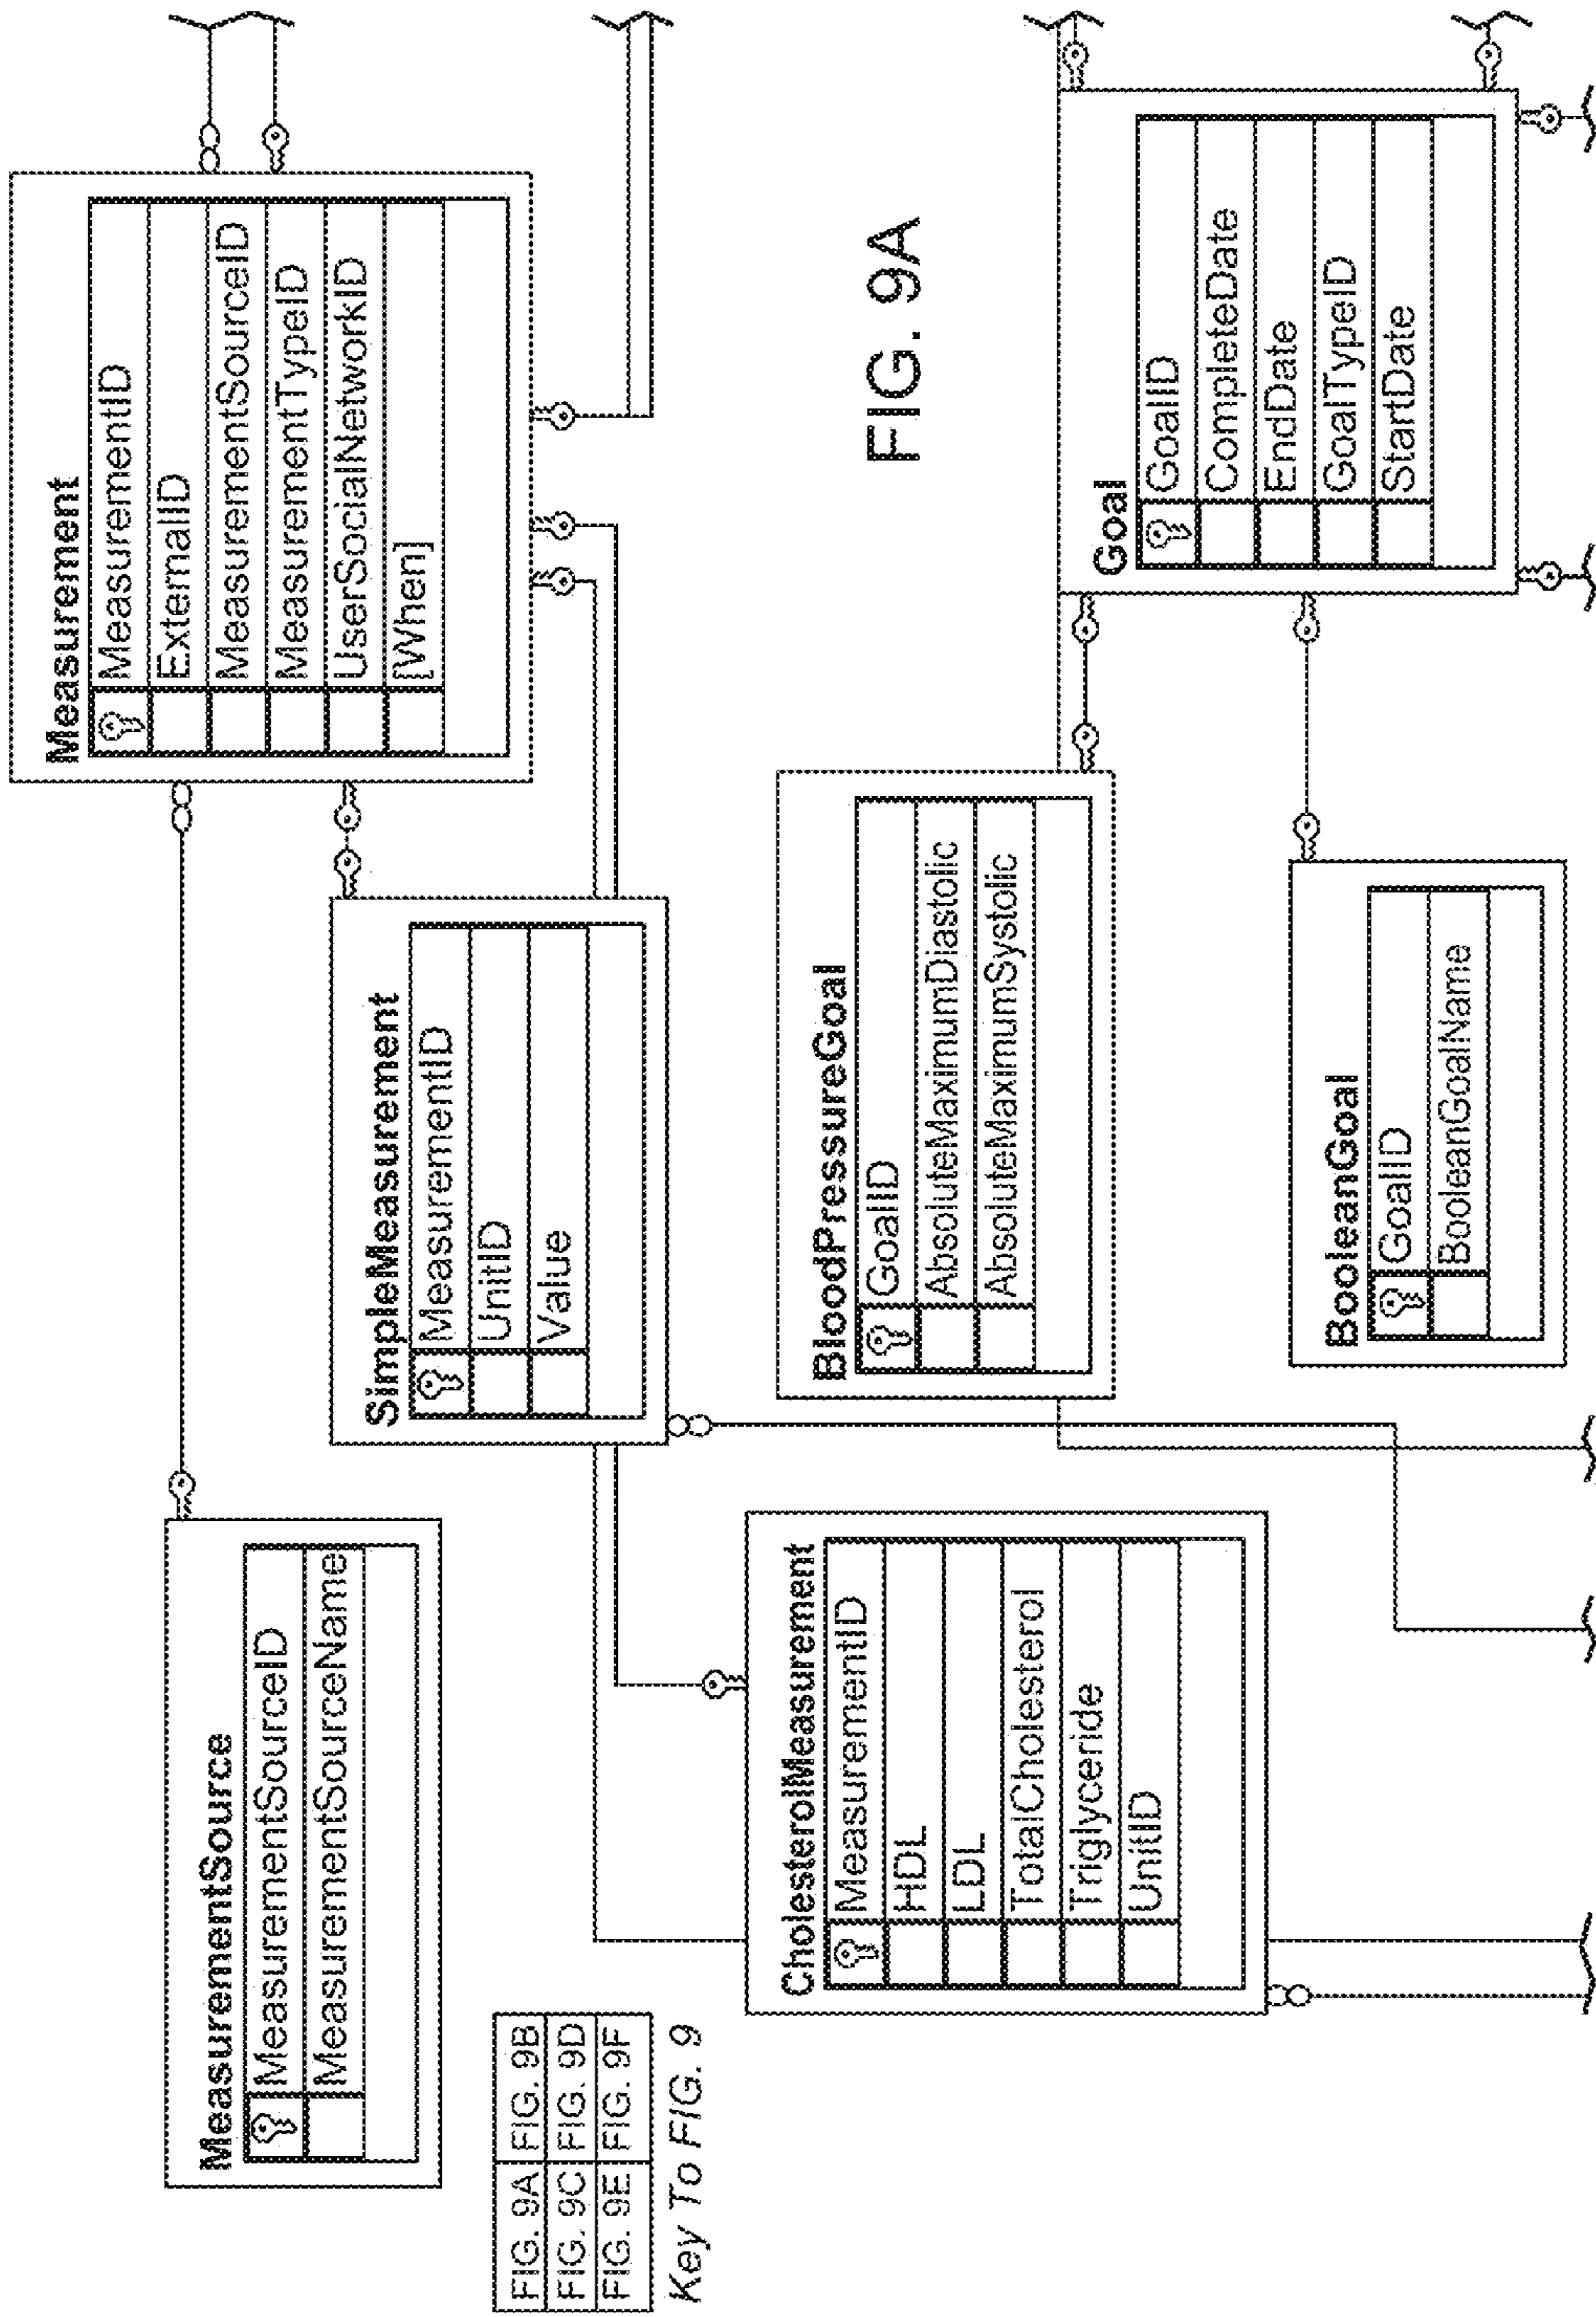 MeasurementSource
MeasurementSourceID
MeasurementSourceName
FIG. 9A FIG. 9B
FIG. 9C FIG. 9D
FIG. 9E FIG. 9F
Key To FIG. 9
Measurement
MeasurementID
ExternalID
MeasurementSourceID
MeasurementTypeID
UserSocialNetworkID
[When]
SimpleMeasurement
MeasurementID
UnitID
Value
CholesterolMeasurement
MeasurementID
HDL
LDL
TotalCholesterol
Triglyceride
UnitID
BloodPressureGoal
GoalID
AbsoluteMaximumDiastolic
AbsoluteMaximumSystolic
FIG. 9A
Goal
GoalID
CompleteDate
EndDate
GoalTypeID
StartDate
BooleanGoal
GoalID
BooleanGoalName